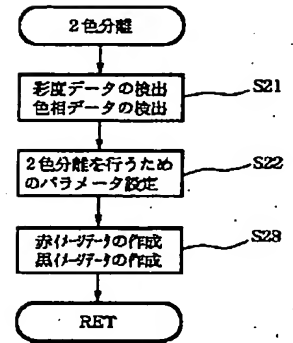 2色分離
彩度データの検出
色相データの検出
S21
2色分離を行うため
のパラメータ設定
S22
赤イメージデータの作成
黒イメージデータの作成
S23
RET